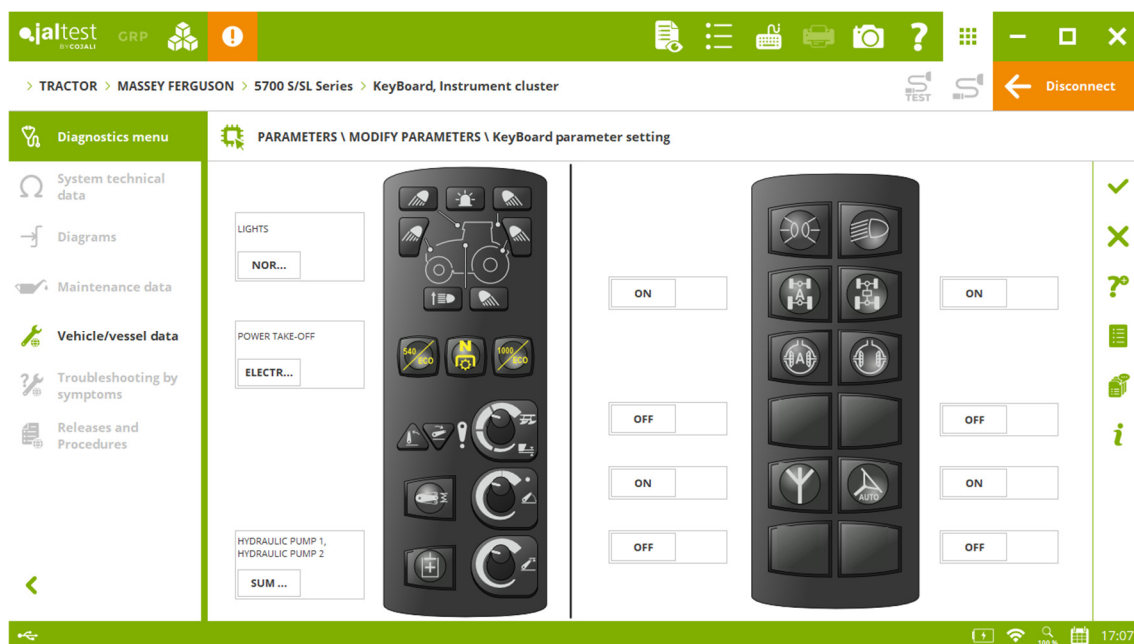 jaltest GRP
BY COJALI
> TRACTOR > MASSEY FERGUSON > 5700 S/SL Series > KeyBoard, Instrument cluster
TEST
Disconnect
Diagnostics menu
PARAMETERS \ MODIFY PARAMETERS \ KeyBoard parameter setting
System technical
data
Diagrams
Maintenance data
Vehicle/vessel data
Troubleshooting by
symptoms
Releases and
Procedures
LIGHTS
NOR...
POWER TAKE-OFF
ELECTR...
540
ECO
N
1000
ECO
HYDRAULIC PUMP 1,
HYDRAULIC PUMP 2
SUM ...
ON
ON
A
A
OFF
OFF
ON
AUTO
ON
OFF
OFF
100 %
17:07